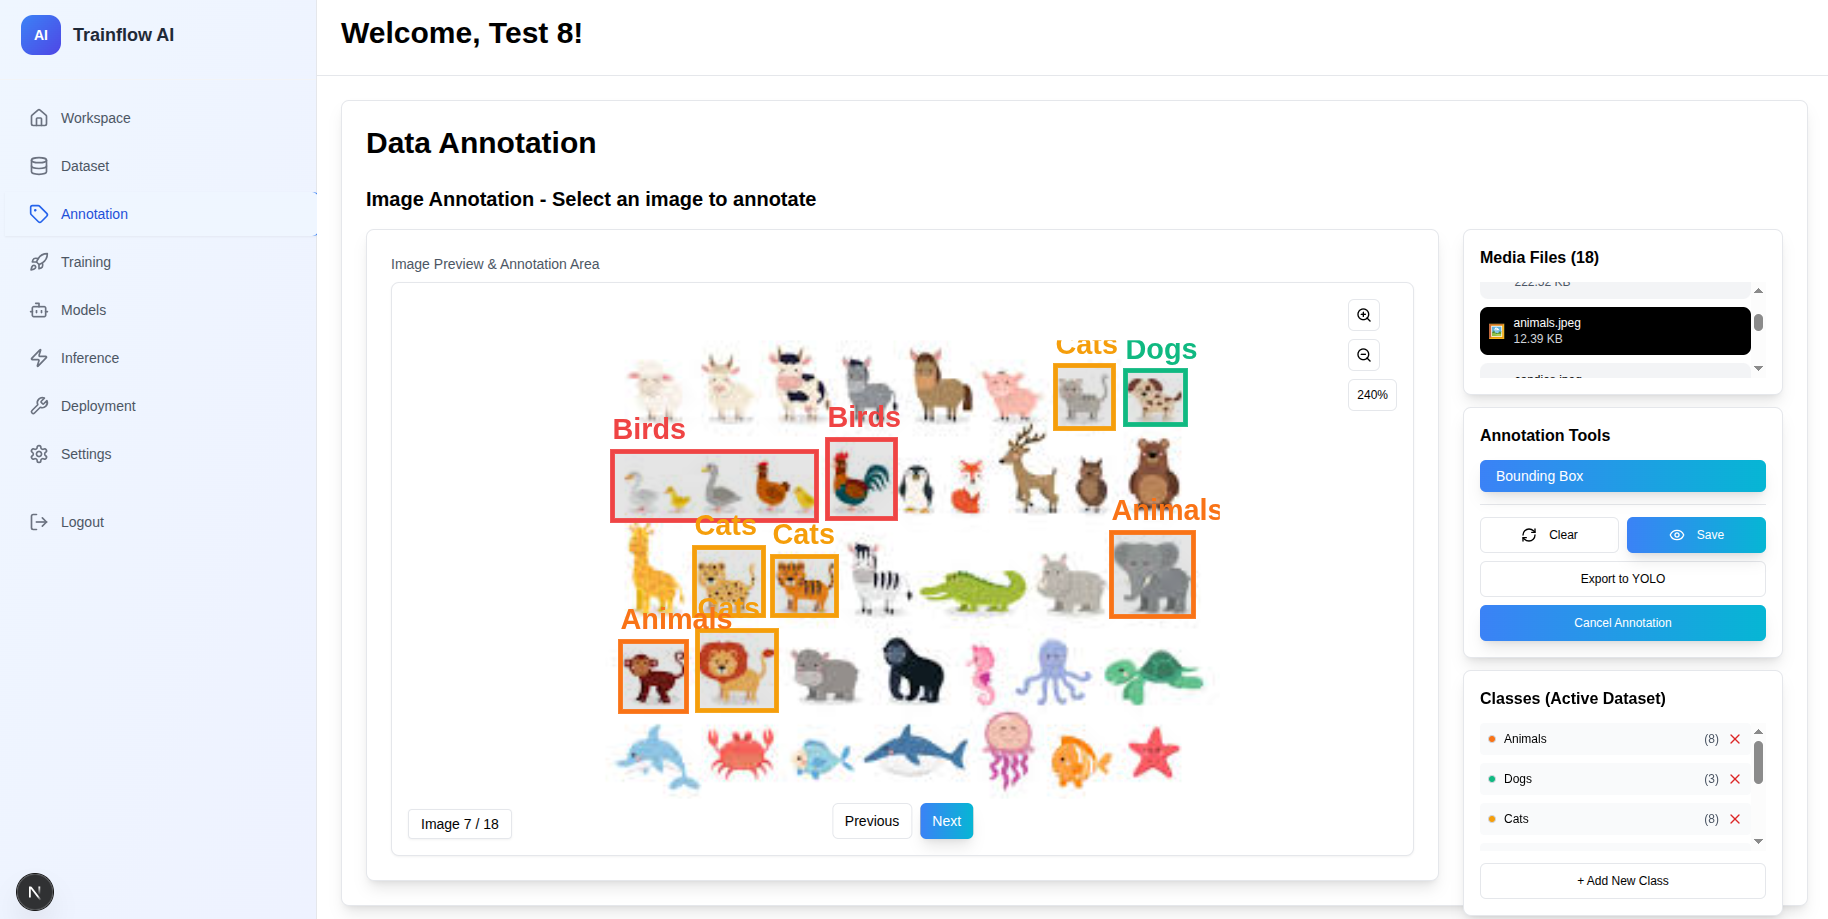 AI
Trainflow AI
Welcome, Test 8!
Workspace
Dataset
Annotation
Training
Models
Inference
Deployment
Settings
Logout
N
Data Annotation
Image Annotation - Select an image to annotate
Image Preview & Annotation Area
240%
Cats
Dogs
Birds
Birds
Animals
Cats
Cats
Cats
Animals
Image 7 / 18
Previous
Next
Media Files (18)
222.52 KB
animals.jpeg
12.39 KB
Annotation Tools
Bounding Box
Clear
Save
Export to YOLO
Cancel Annotation
Classes (Active Dataset)
Animals (8)
Dogs (3)
Cats (8)
+ Add New Class